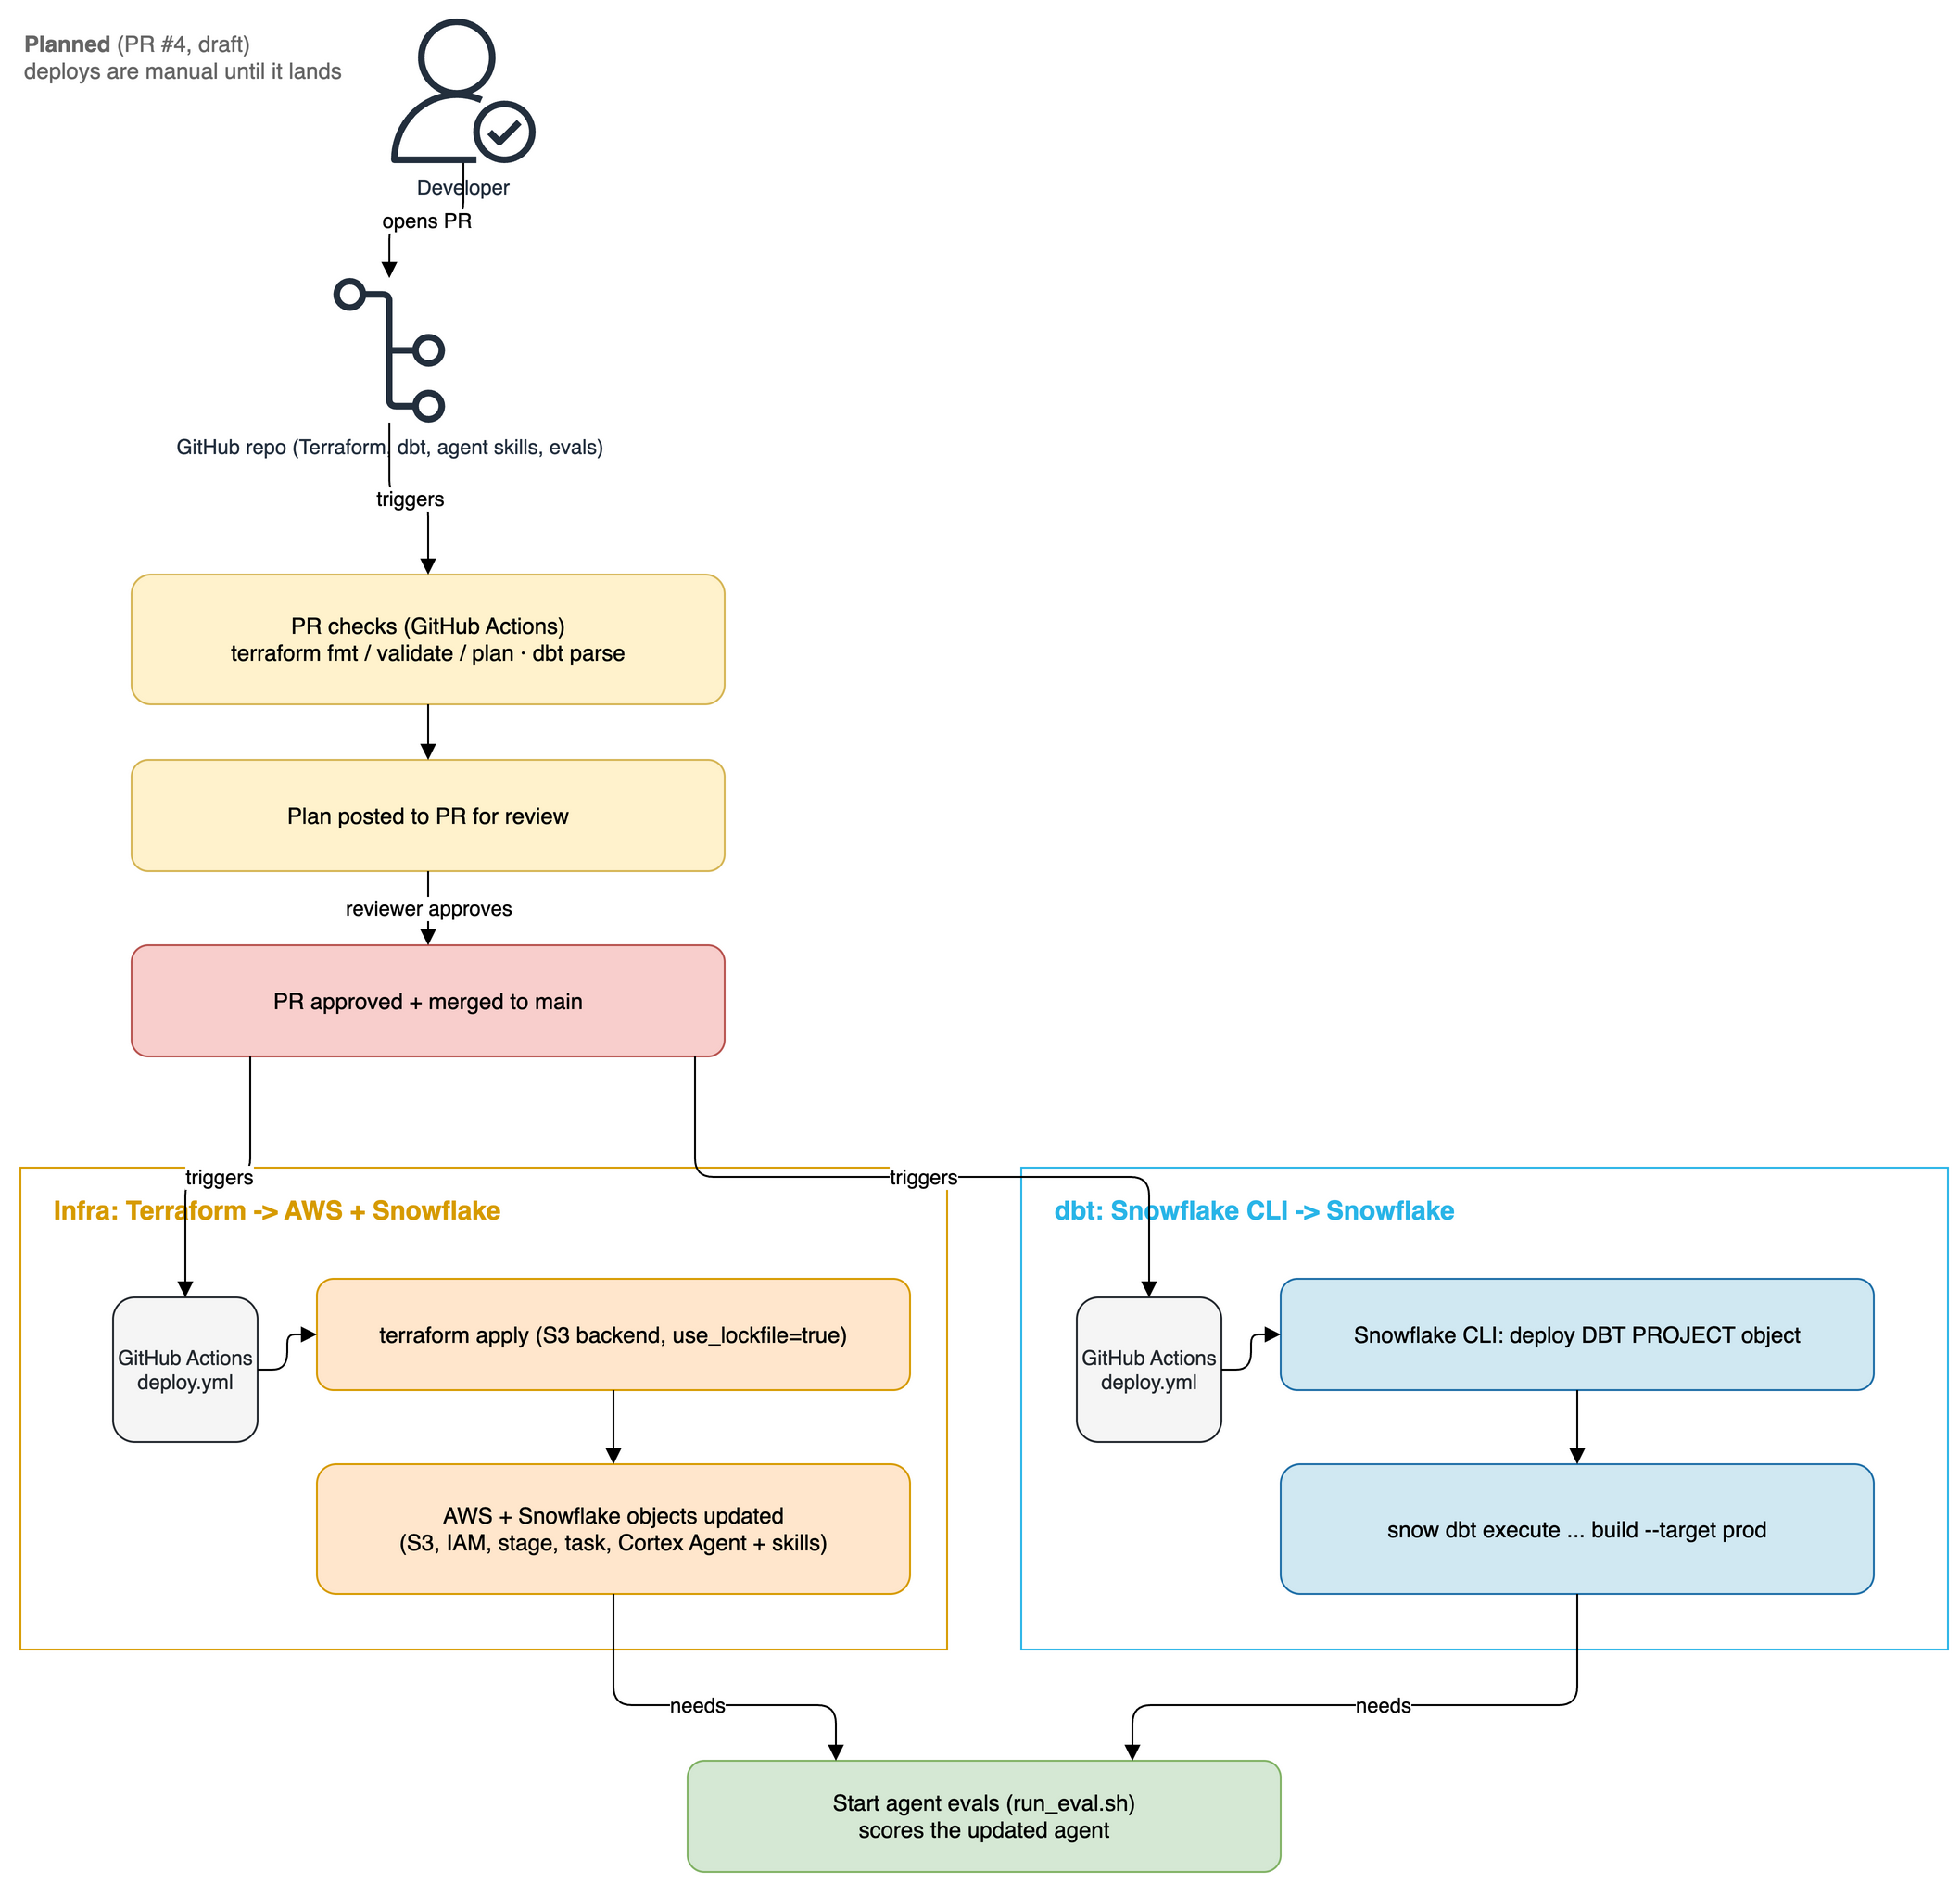 Planned (PR #4, draft)
deploys are manual until it lands
Developer
opens PR
GitHub repo (Terraform, dbt, agent skills, evals)
triggers
PR checks (GitHub Actions)
terraform fmt / validate / plan · dbt parse
Plan posted to PR for review
reviewer approves
PR approved + merged to main
triggers
triggers
Infra: Terraform -> AWS + Snowflake
dbt: Snowflake CLI -> Snowflake
GitHub Actions
deploy.yml
terraform apply (S3 backend, use_lockfile=true)
GitHub Actions
deploy.yml
Snowflake CLI: deploy DBT PROJECT object
AWS + Snowflake objects updated
(S3, IAM, stage, task, Cortex Agent + skills)
snow dbt execute ... build --target prod
needs
needs
Start agent evals (run_eval.sh)
scores the updated agent